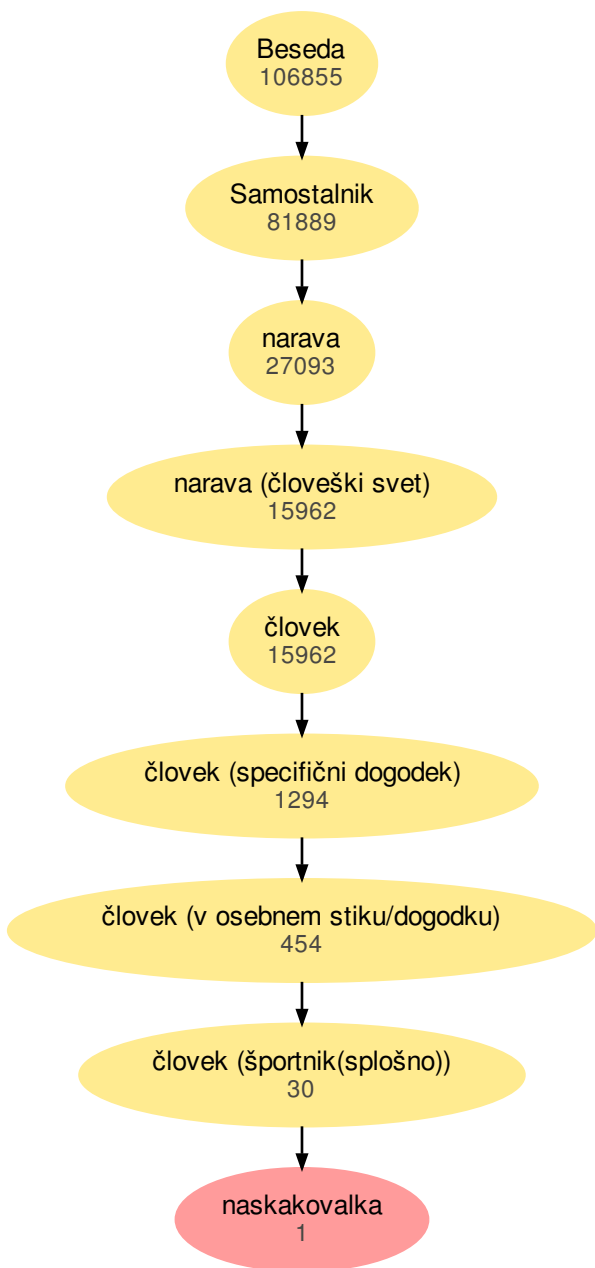 Beseda
106855
Samostalnik
81889
narava
27093
narava (človeški svet)
15962
človek
15962
človek (specifični dogodek)
1294
človek (v osebnem stiku/dogodku)
454
človek (športnik(splošno))
30
naskakovalka
1